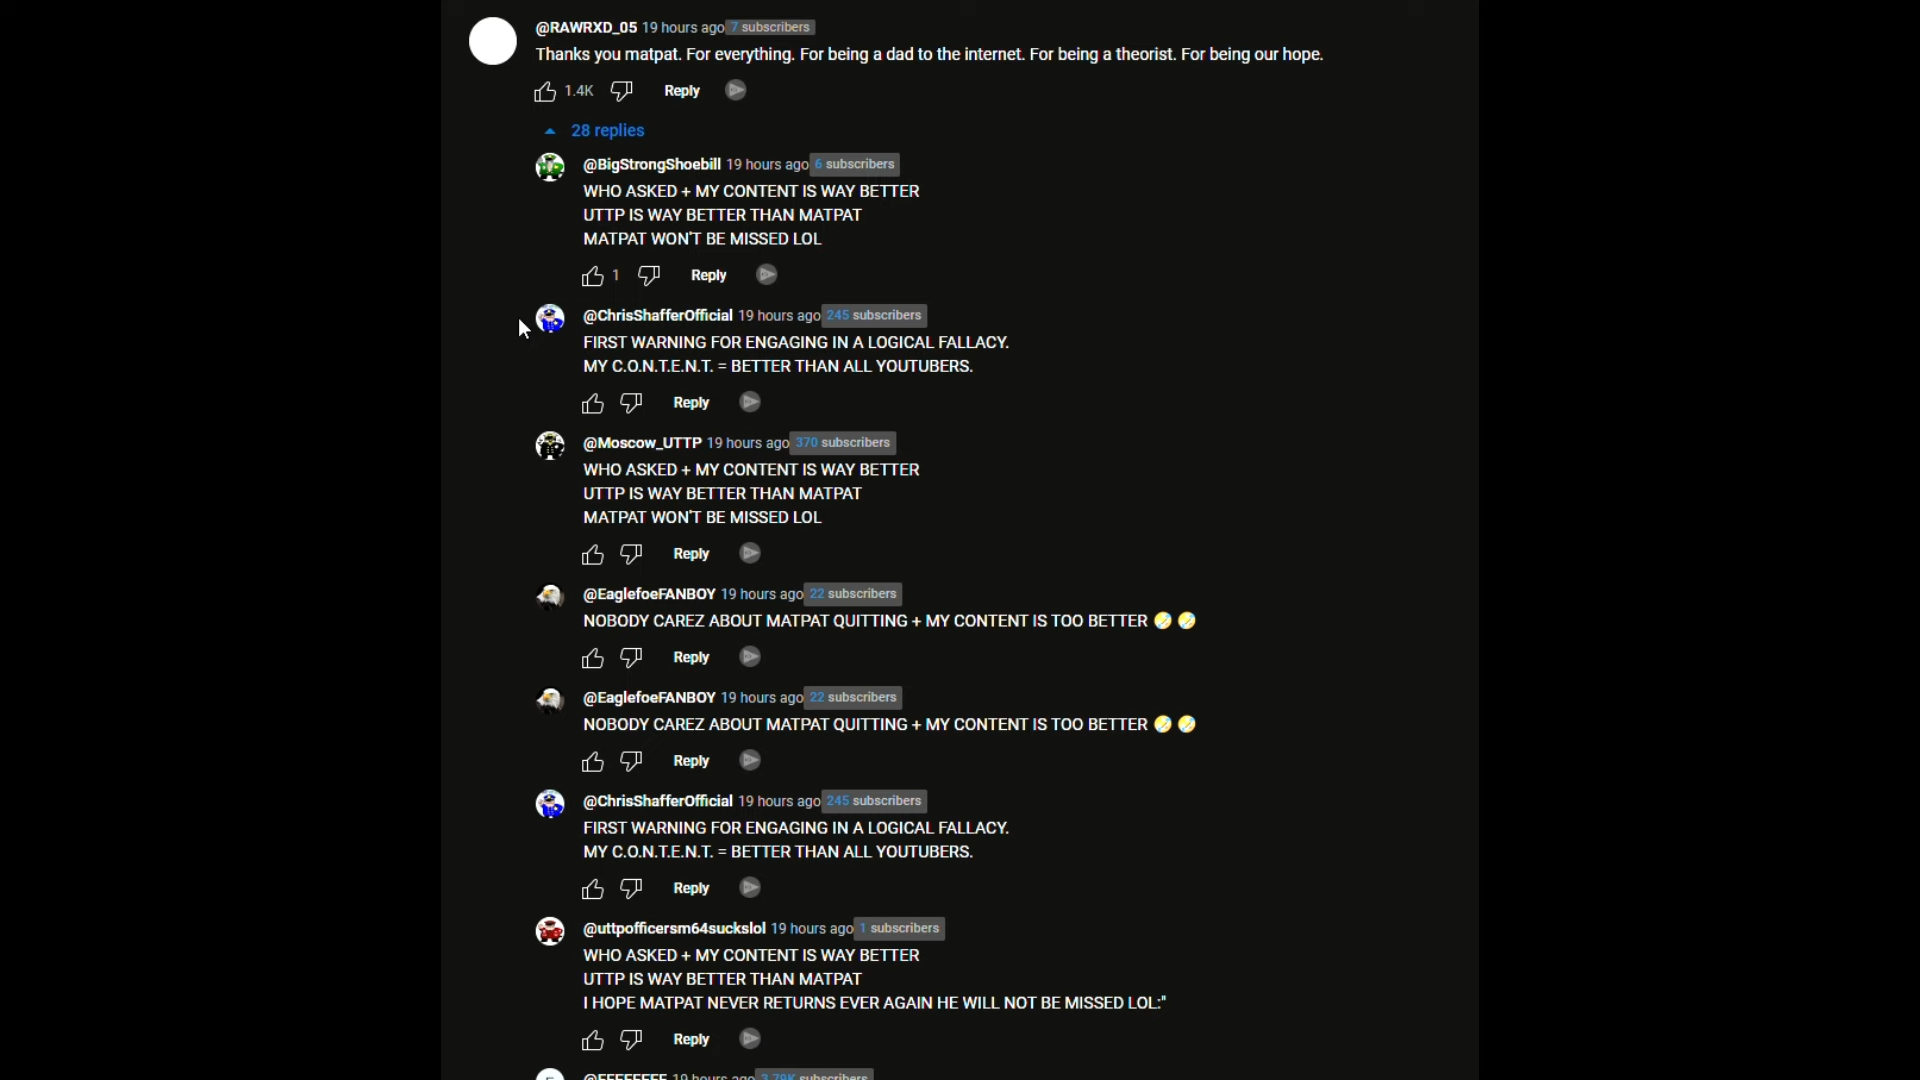 @RAWRXD_05 19 hours ago 7 subscribers
Thanks you matpat. For everything. For being a dad to the internet. For being a theorist. For being our hope.
1.4K Reply
28 replies
@BigStrongShoebill 19 hours ago 6 subscribers
WHO ASKED + MY CONTENT IS WAY BETTER
UTTP IS WAY BETTER THAN MATPAT
MATPAT WON'T BE MISSED LOL
1 Reply
@ChrisShafferOfficial 19 hours ago 245 subscribers
FIRST WARNING FOR ENGAGING IN A LOGICAL FALLACY.
MY C.O.N.T.E.N.T. = BETTER THAN ALL YOUTUBERS.
Reply
@Moscow_UTTP 19 hours ago 370 subscribers
WHO ASKED + MY CONTENT IS WAY BETTER
UTTP IS WAY BETTER THAN MATPAT
MATPAT WON'T BE MISSED LOL
Reply
@EaglefoeFANBOY 19 hours ago 22 subscribers
NOBODY CAREZ ABOUT MATPAT QUITTING + MY CONTENT IS TOO BETTER
Reply
@EaglefoeFANBOY 19 hours ago 22 subscribers
NOBODY CAREZ ABOUT MATPAT QUITTING + MY CONTENT IS TOO BETTER
Reply
@ChrisShafferOfficial 19 hours ago 245 subscribers
FIRST WARNING FOR ENGAGING IN A LOGICAL FALLACY.
MY C.O.N.T.E.N.T. = BETTER THAN ALL YOUTUBERS.
Reply
@uttpofficersm64suckslol 19 hours ago 1 subscribers
WHO ASKED + MY CONTENT IS WAY BETTER
UTTP IS WAY BETTER THAN MATPAT
I HOPE MATPAT NEVER RETURNS EVER AGAIN HE WILL NOT BE MISSED LOL:"
Reply
19 hours ago 3.79K subscribers